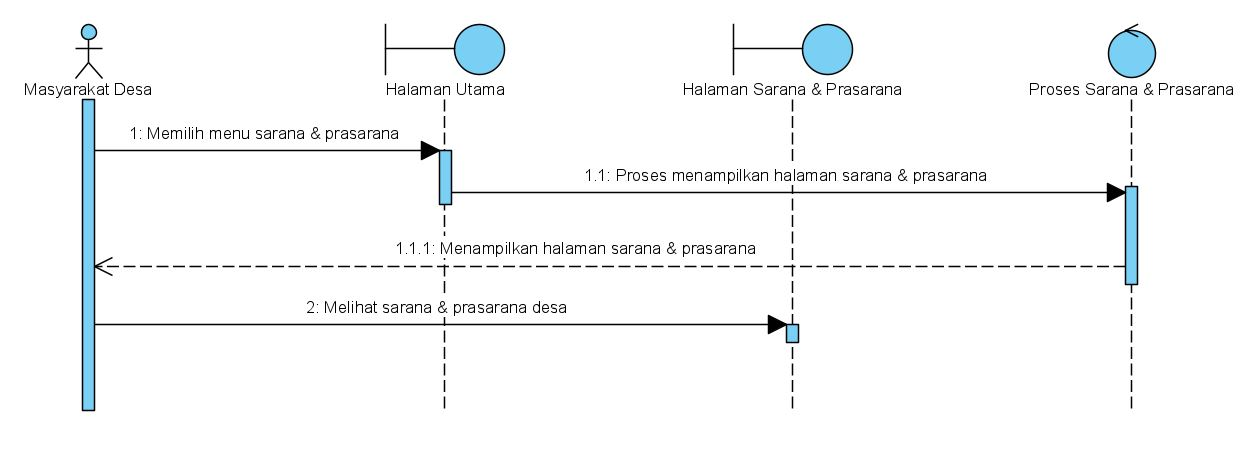 Masyarakat Desa
Halaman Utama
Halaman Sarana & Prasarana
Proses Sarana & Prasarana
1: Memilih menu sarana & prasarana
1.1: Proses menampilkan halaman sarana & prasarana
1.1.1: Menampilkan halaman sarana & prasarana
2: Melihat sarana & prasarana desa